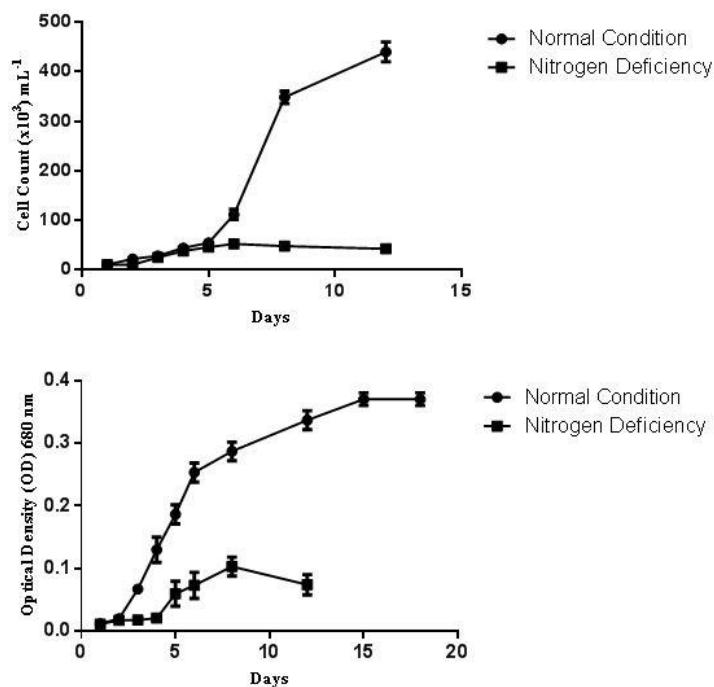 500
400
300
200
100
0
Cell Count (x10³) mL⁻¹
0 5 10 15
Days
Normal Condition
Nitrogen Deficiency
0.4
0.3
0.2
0.1
0.0
Optical Density (OD) 680 nm
0 5 10 15 20
Days
Normal Condition
Nitrogen Deficiency